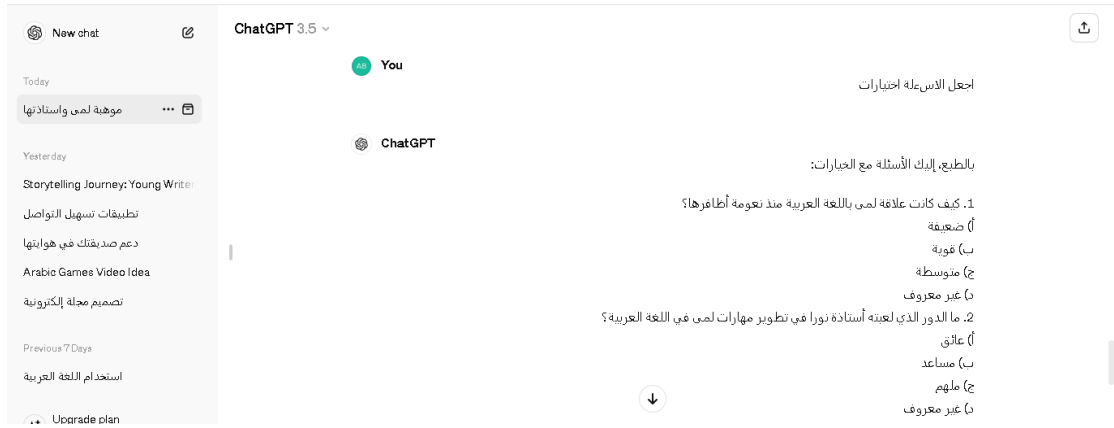 New chat
Today
موهبة لمى واستاذتها
Yesterday
Storytelling Journey: Young Writer
تطبيقات تسهيل التواصل
دعم صديقتك في هوايتها
Arabic Games Video Idea
تصميم مجلة إلكترونية
Previous 7 Days
استخدام اللغة العربية
Upgrade plan
ChatGPT 3.5
AB You
اجعل الاسءلة اختيارات
ChatGPT
بالطبع، إليك الأسئلة مع الخيارات:
1. كيف كانت علاقة لمى باللغة العربية منذ نعومة أظافرها؟
أ) ضعيفة
ب) قوية
ج) متوسطة
د) غير معروف
2. ما الدور الذي لعبته أستاذة نورا في تطوير مهارات لمى في اللغة العربية؟
أ) عائق
ب) مساعد
ج) ملهم
د) غير معروف